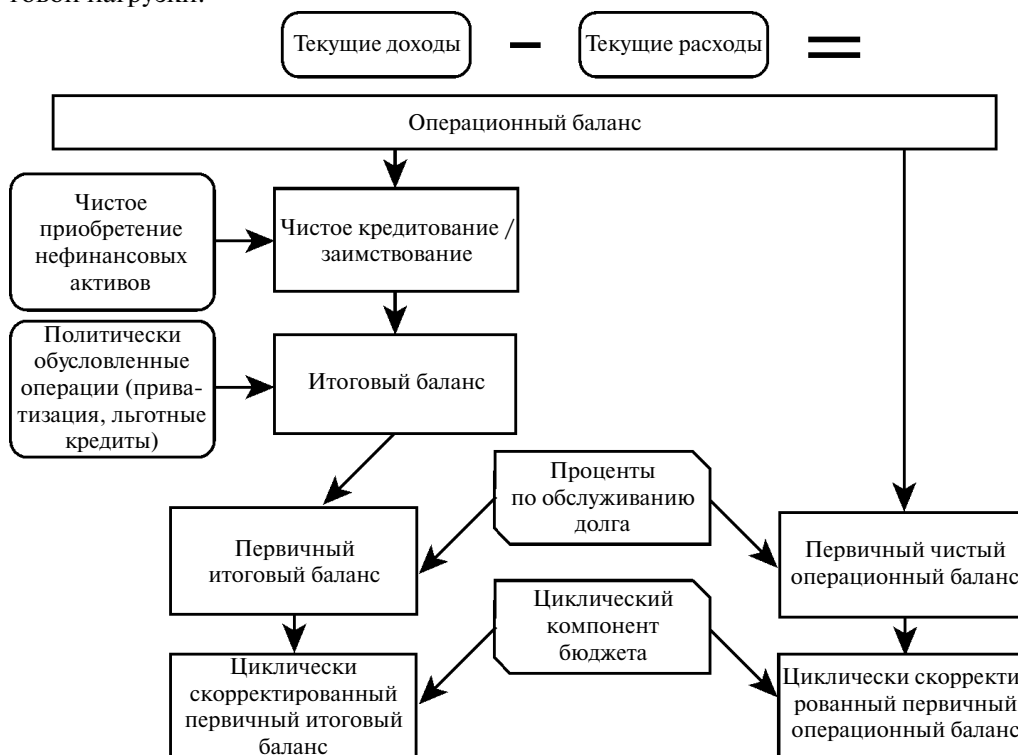 товой нагрузки.
Текущие доходы – Текущие расходы =
Операционный баланс
Чистое
приобретение
нефинансовых
активов
Чистое кредитование /
заимствование
Политически
обусловленные
операции (прива-
тизация, льготные
кредиты)
Итоговый баланс
Проценты
по обслуживанию
долга
Первичный
итоговый баланс
Первичный чистый
операционный баланс
Циклический
компонент
бюджета
Циклически
скорректированный
первичный итоговый
баланс
Циклически скорректи-
рованный первичный
операционный баланс